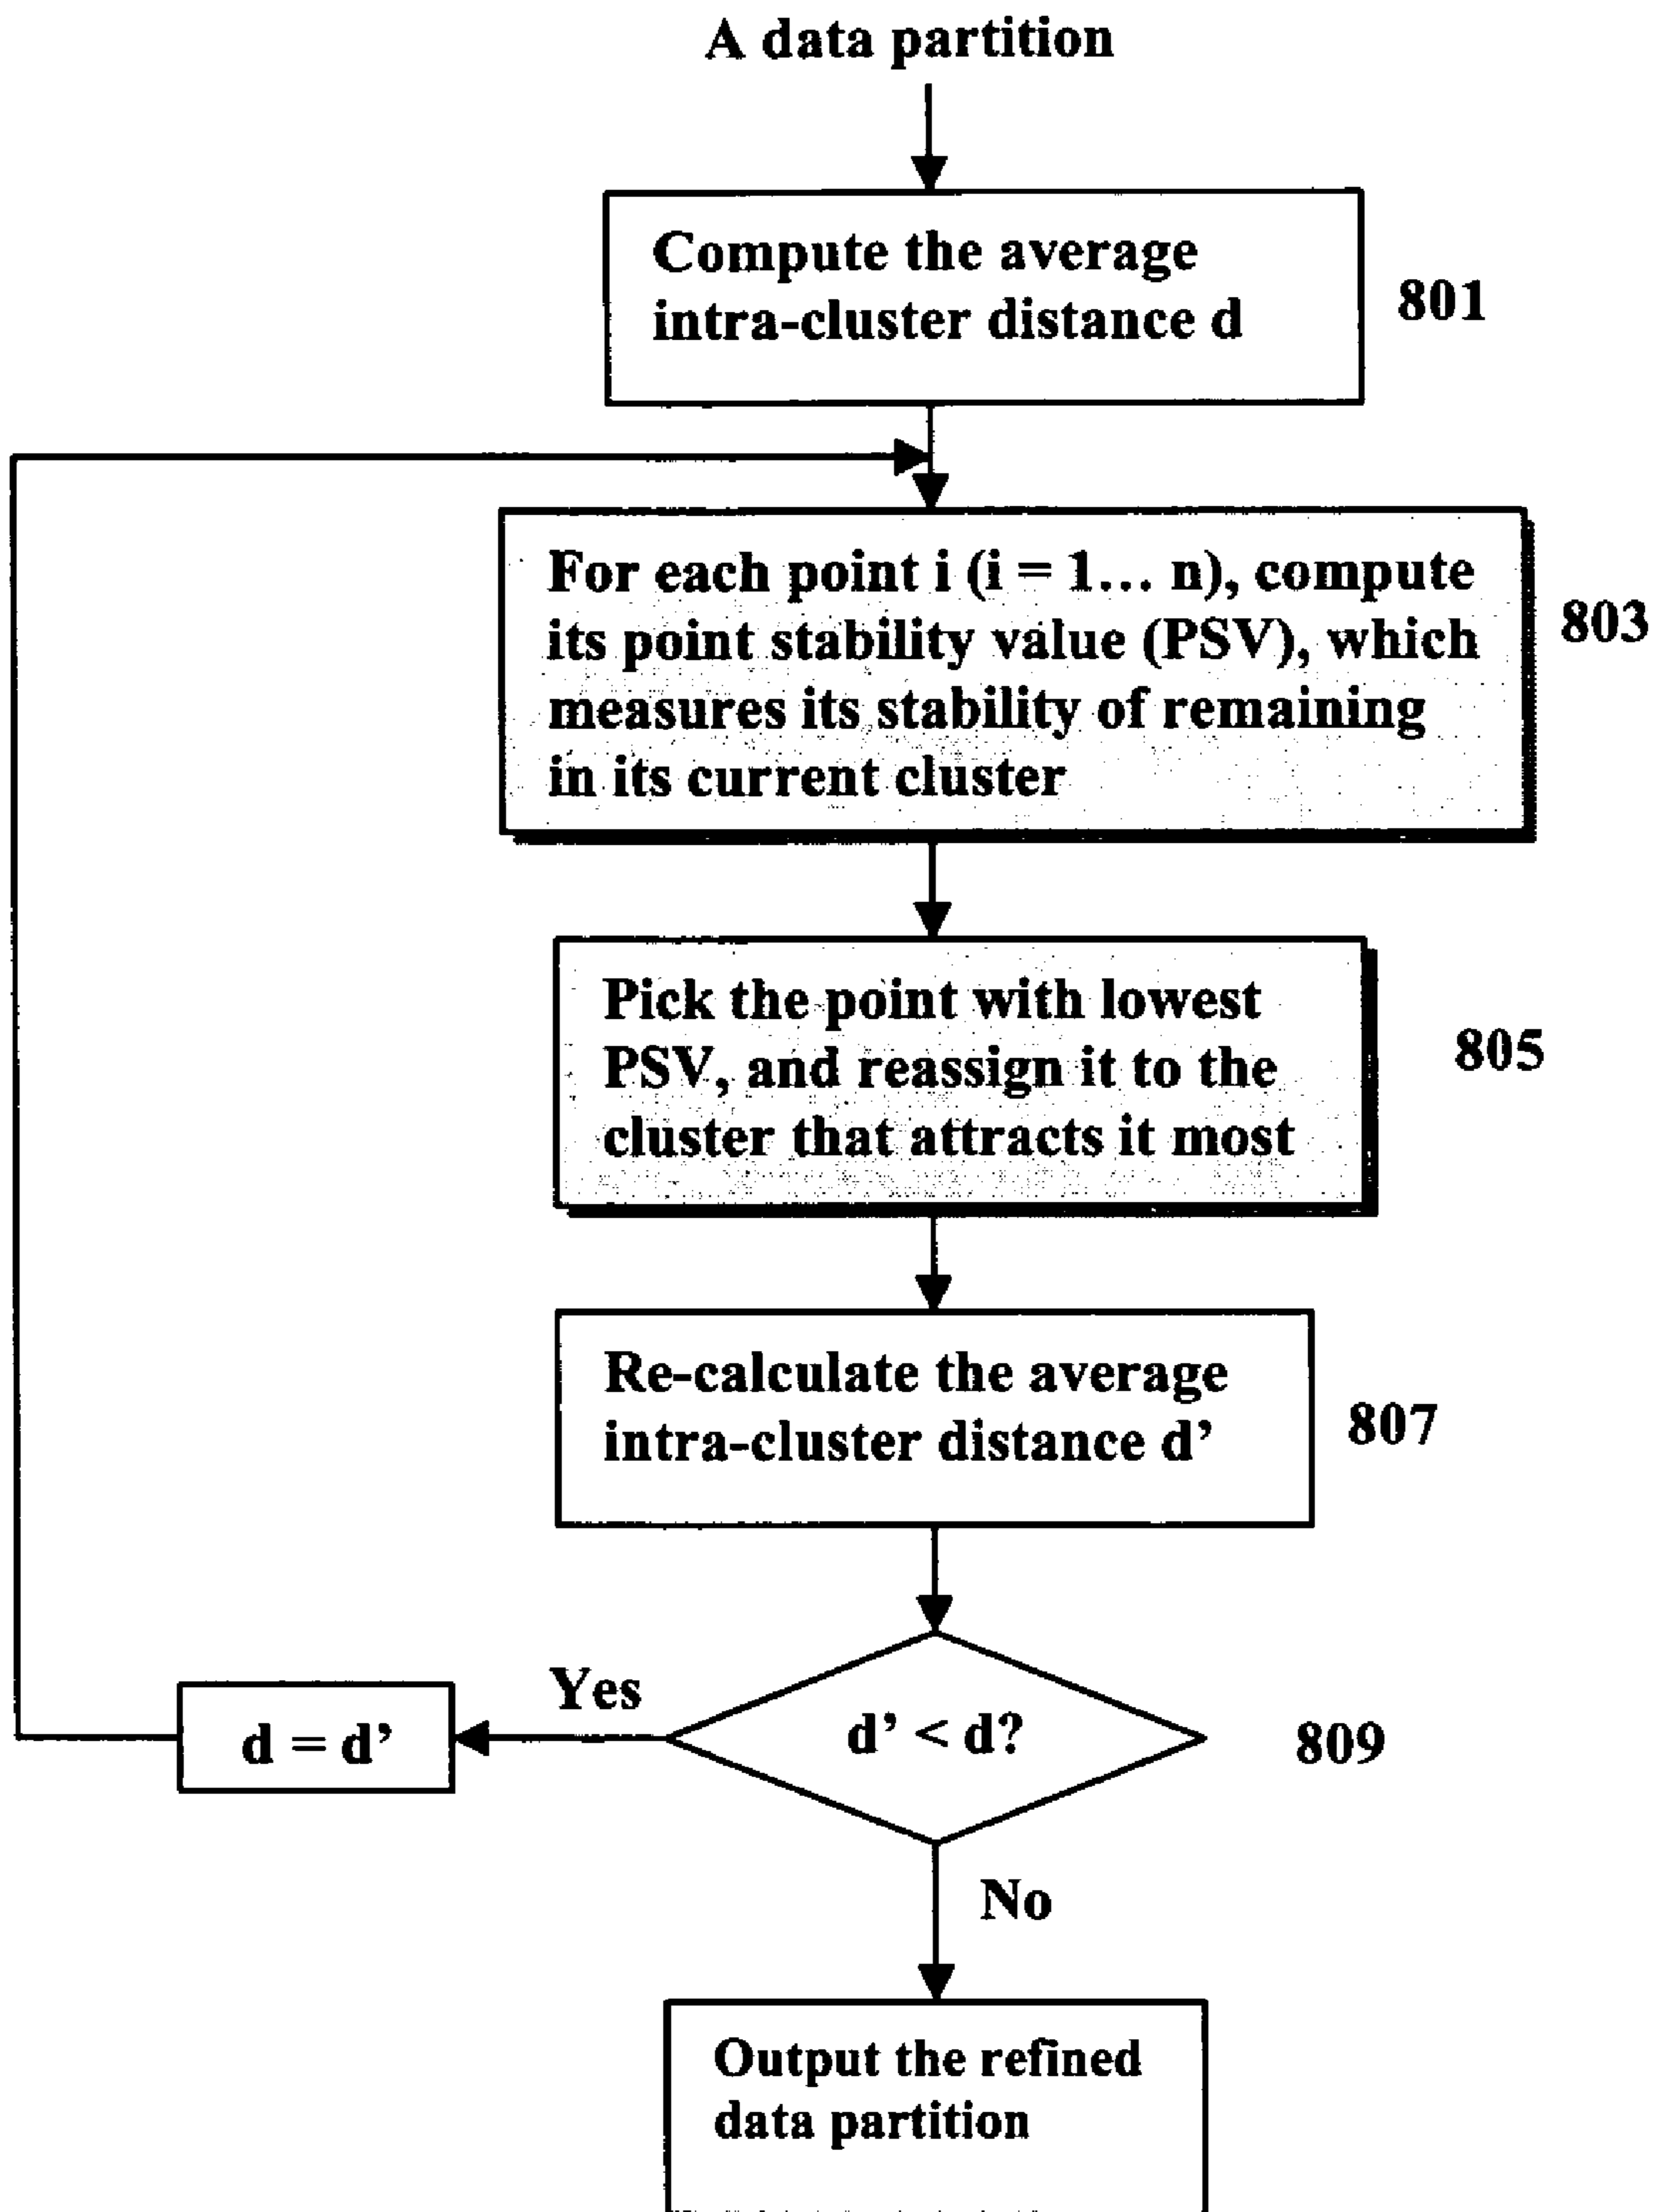 A data partition
Compute the average
intra-cluster distance d
801
For each point i (i = 1... n), compute
its point stability value (PSV), which
measures its stability of remaining
in its current cluster
803
Pick the point with lowest
PSV, and reassign it to the
cluster that attracts it most
805
Re-calculate the average
intra-cluster distance d’
807
Yes
d’ < d?
809
d = d’
No
Output the refined
data partition